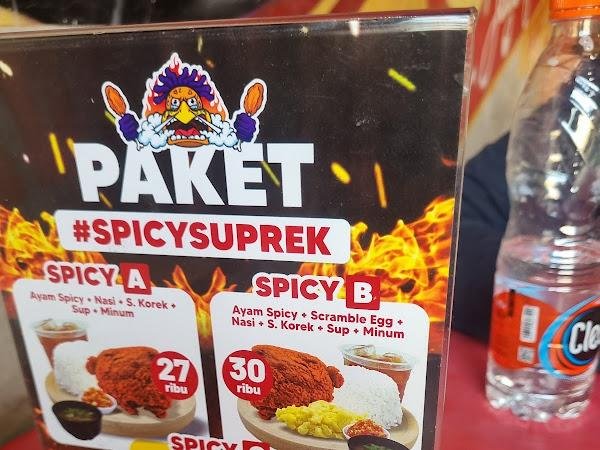 PAKET
#SPICYSUPREK
SPICY A
Ayam Spicy + Nasi + S. Korek +
Sup + Minum
27
ribu
SPICY B
Ayam Spicy + Scramble Egg +
Nasi + S. Korek + Sup + Minum
30
ribu
SPICY
Cle